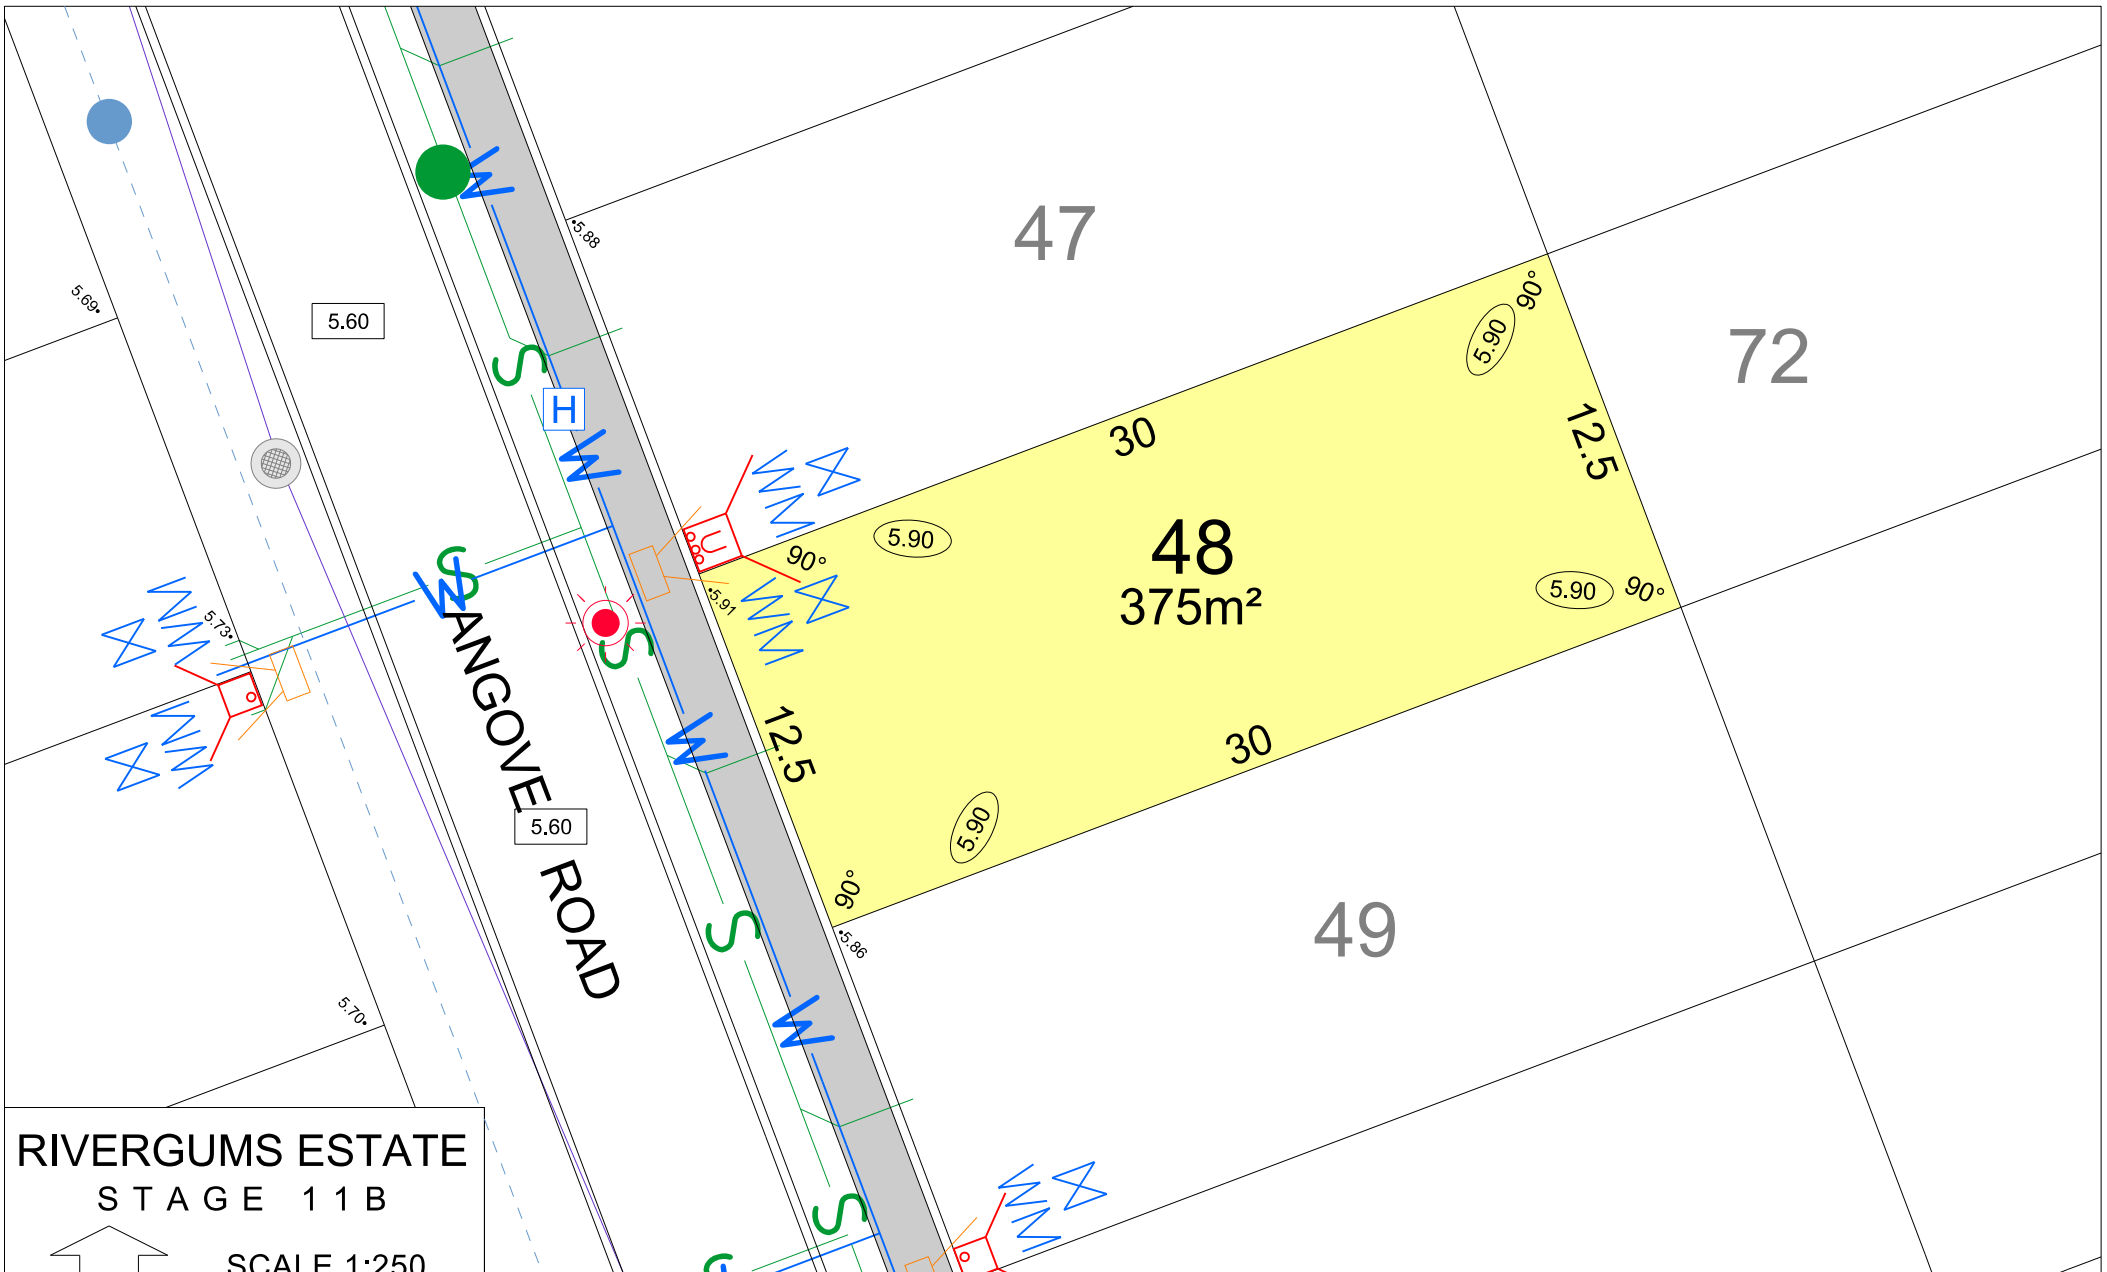 47
•5.88
5.69•
5.60
72
90°
5.90
H
30
12.5
W
W
S
S
S
W
48
375m²
5.90
90°
5.90
90°
•5.91
5.73•
U
ANGOVE ROAD
12.5
30
5.60
5.90
90°
•5.86
49
W
S
W
S
5.70•
RIVERGUMS ESTATE
STAGE 11B
SCALE 1:250